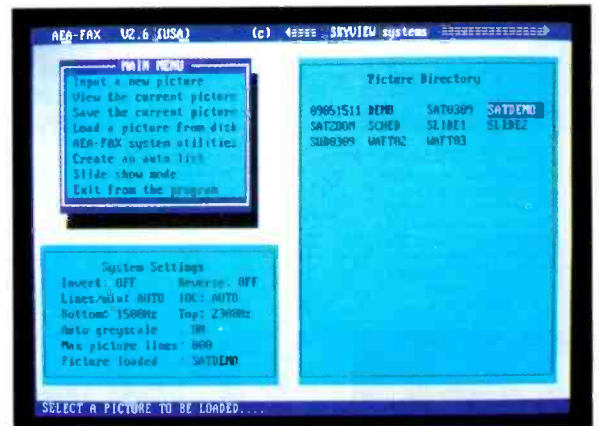 AEA-FAX V2.6 (USA) (c) SKYVIEW systems
MAIN MENU
Input a new picture
View the current picture
Save the current picture
Load a picture from disk
AEA-FAX system utilities
Create an auto list
Slide show mode
Exit from the program
Picture Directory
09051511 DEMO SAT0309 SATDEMO
SATZOOM SCHED SLIDE1 SLIDE2
SUB0309 WATT02 WATT03
System Settings
Invert: OFF Reverse: OFF
Lines/min: AUTO IOC: AUTO
Bottom: 1500Hz Top: 2300Hz
Auto greyscale ON
Max picture lines: 800
Picture loaded : SATDEMO
SELECT A PICTURE TO BE LOADED....